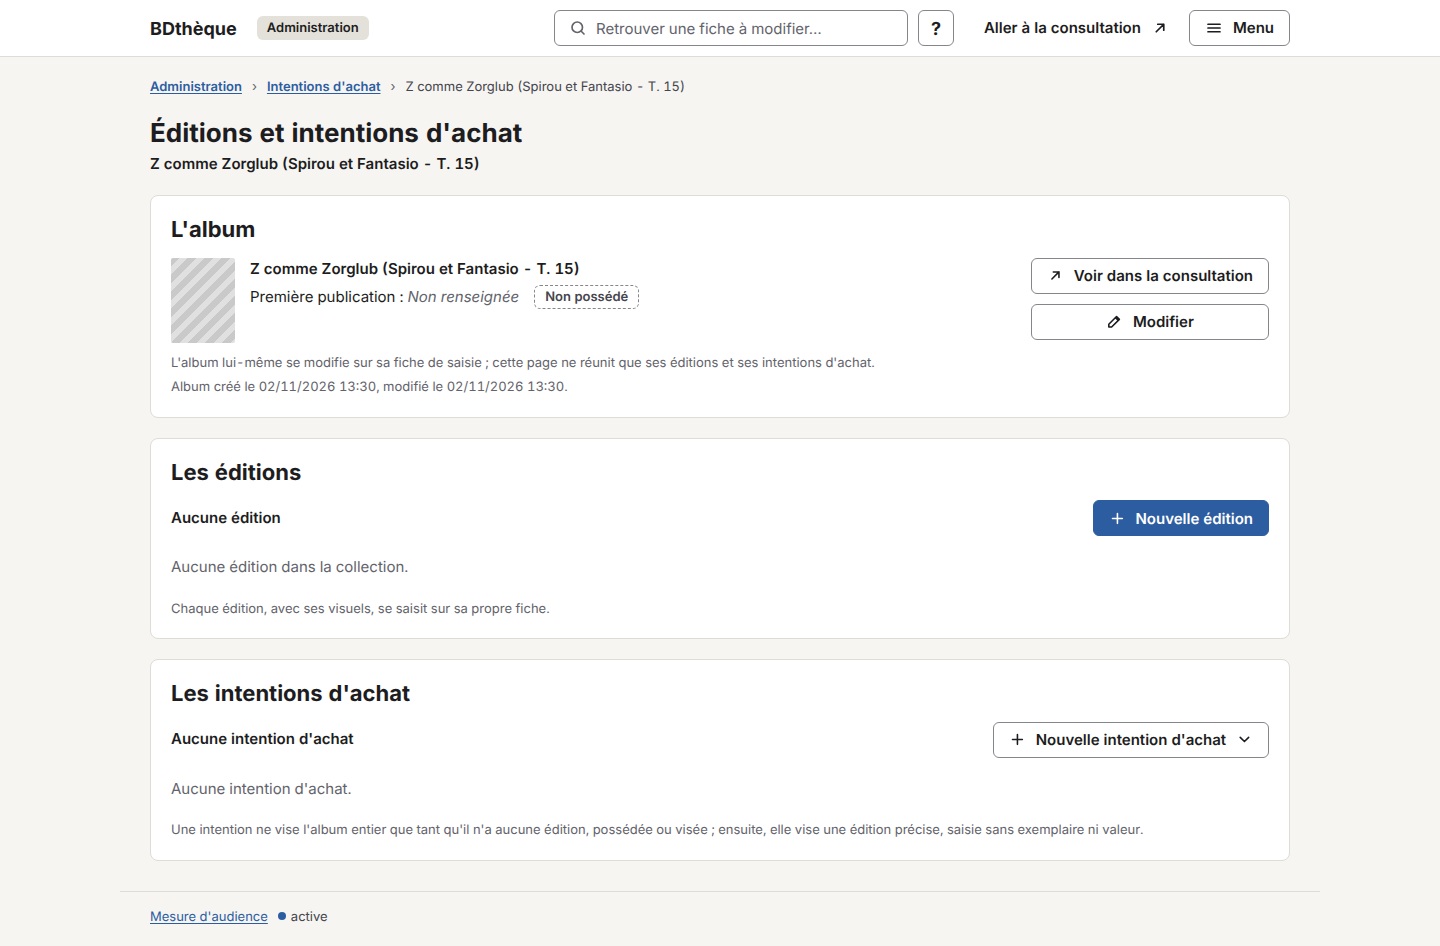 BDthèque
Administration
Retrouver une fiche à modifier...
?
Aller à la consultation
Menu
Administration › Intentions d'achat › Z comme Zorglub (Spirou et Fantasio - T. 15)
Éditions et intentions d'achat
Z comme Zorglub (Spirou et Fantasio - T. 15)
L'album
Z comme Zorglub (Spirou et Fantasio - T. 15)
Première publication : Non renseignée
Non possédé
Voir dans la consultation
Modifier
L'album lui-même se modifie sur sa fiche de saisie ; cette page ne réunit que ses éditions et ses intentions d'achat.
Album créé le 02/11/2026 13:30, modifié le 02/11/2026 13:30.
Les éditions
Aucune édition
Nouvelle édition
Aucune édition dans la collection.
Chaque édition, avec ses visuels, se saisit sur sa propre fiche.
Les intentions d'achat
Aucune intention d'achat
Nouvelle intention d'achat
Aucune intention d'achat.
Une intention ne vise l'album entier que tant qu'il n'a aucune édition, possédée ou visée ; ensuite, elle vise une édition précise, saisie sans exemplaire ni valeur.
Mesure d'audience
active